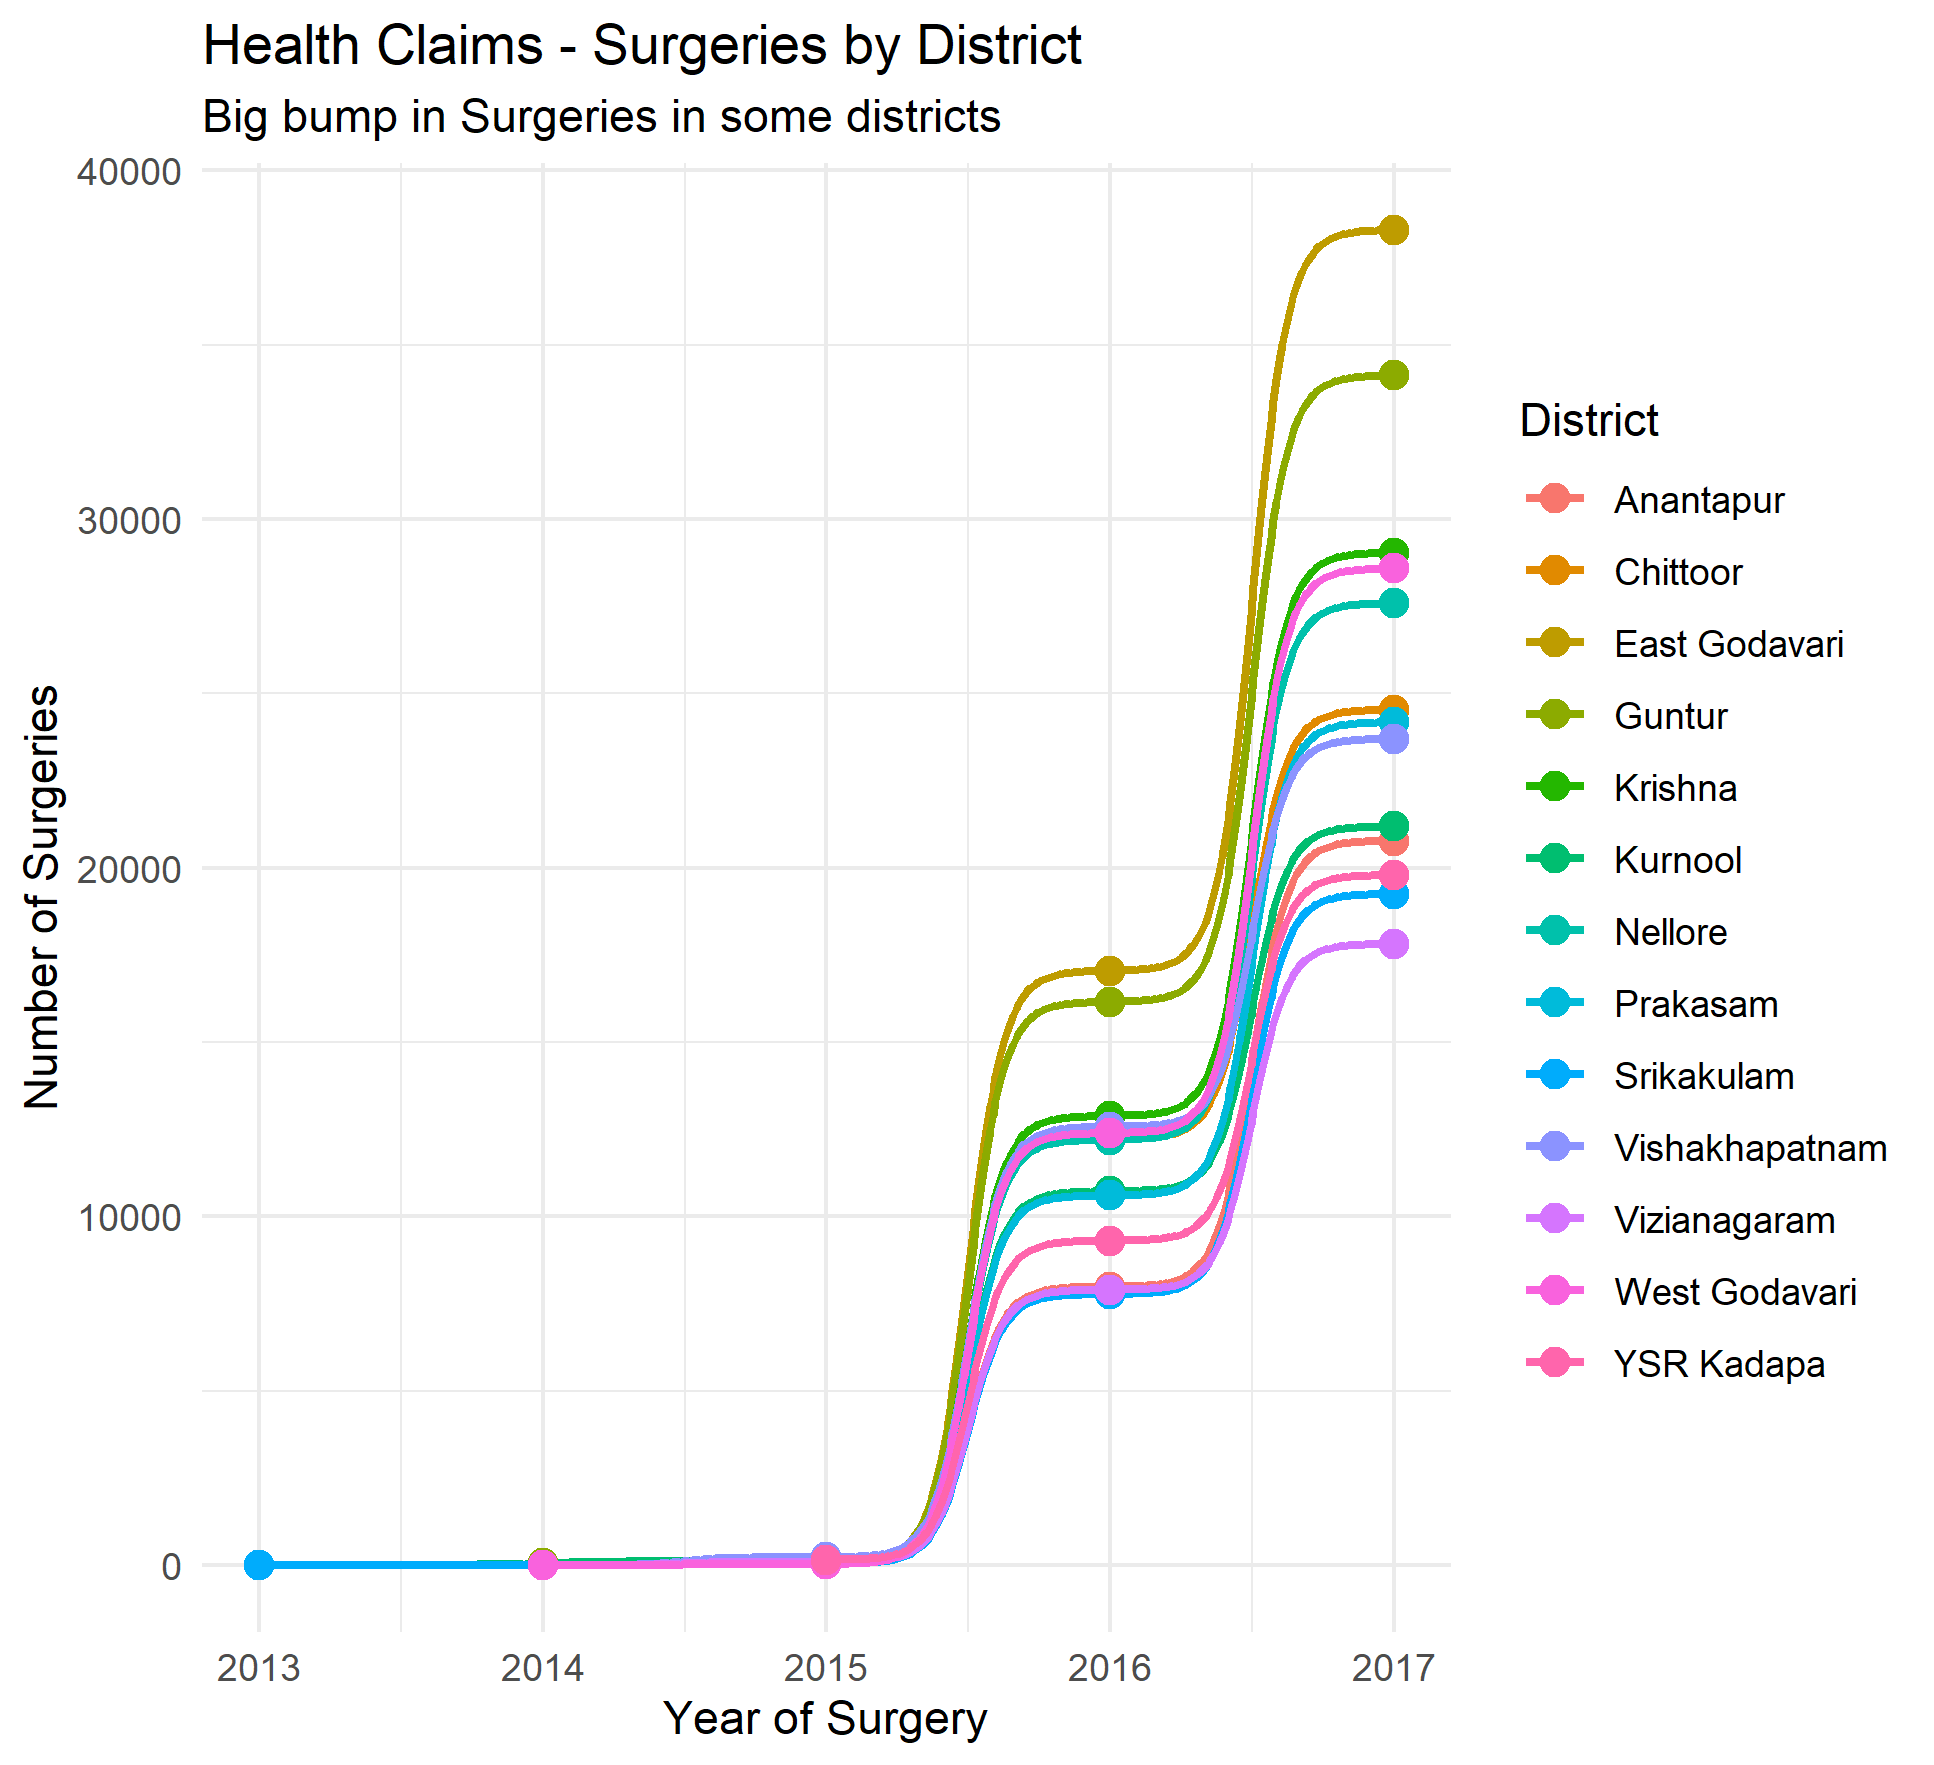 Health Claims - Surgeries by District
Big bump in Surgeries in some districts
Number of Surgeries
40000
30000
20000
10000
0
2013
2014
2015
2016
2017
Year of Surgery
District
Anantapur
Chittoor
East Godavari
Guntur
Krishna
Kurnool
Nellore
Prakasam
Srikakulam
Vishakhapatnam
Vizianagaram
West Godavari
YSR Kadapa